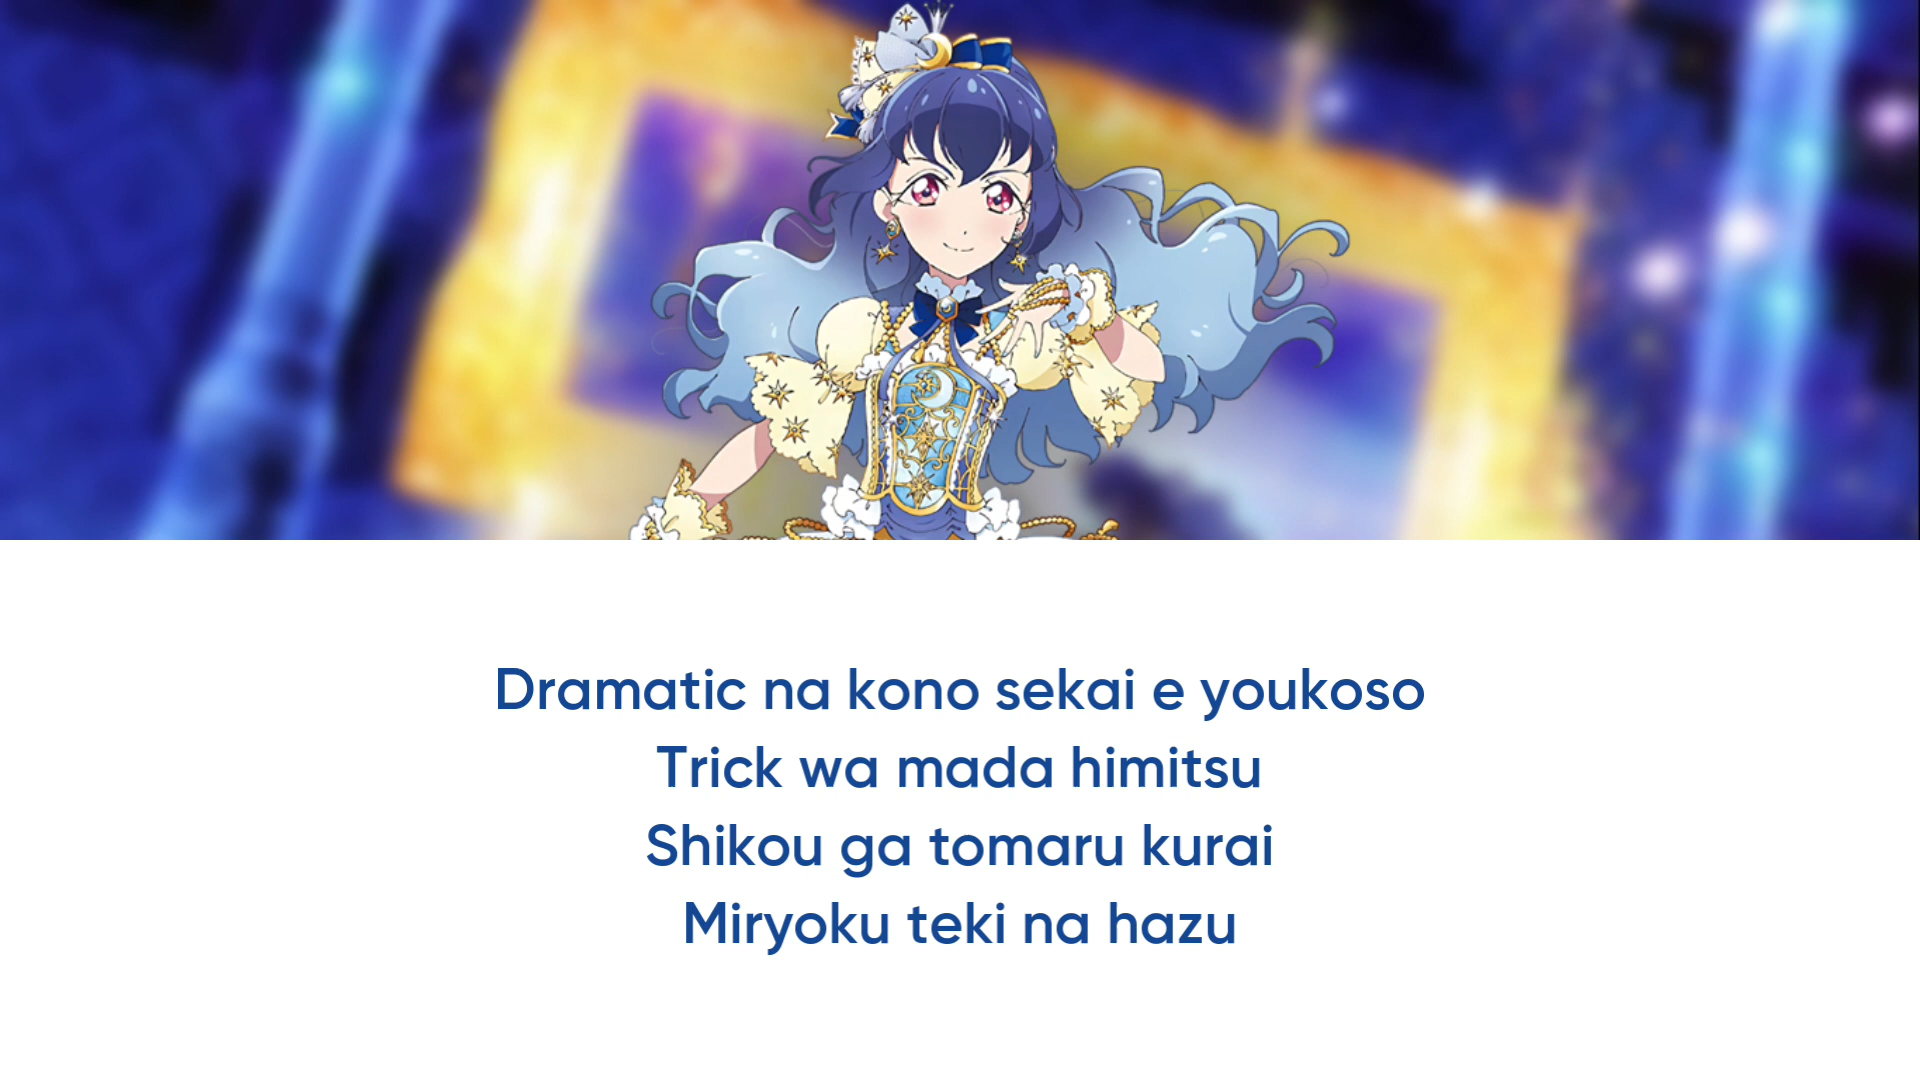 Dramatic na kono sekai e youkoso
Trick wa mada himitsu
Shikou ga tomaru kurai
Miryoku teki na hazu